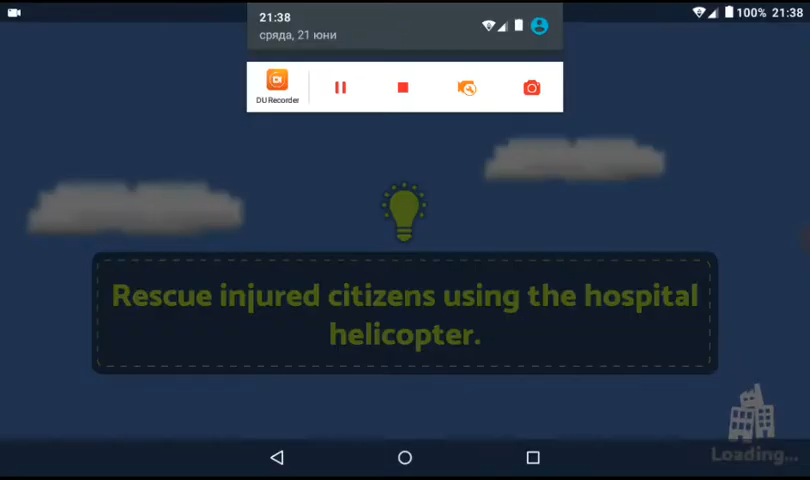 21:38
100% 21:38
сряда, 21 юни
DU Recorder
Rescue injured citizens using the hospital
helicopter.
Loading...